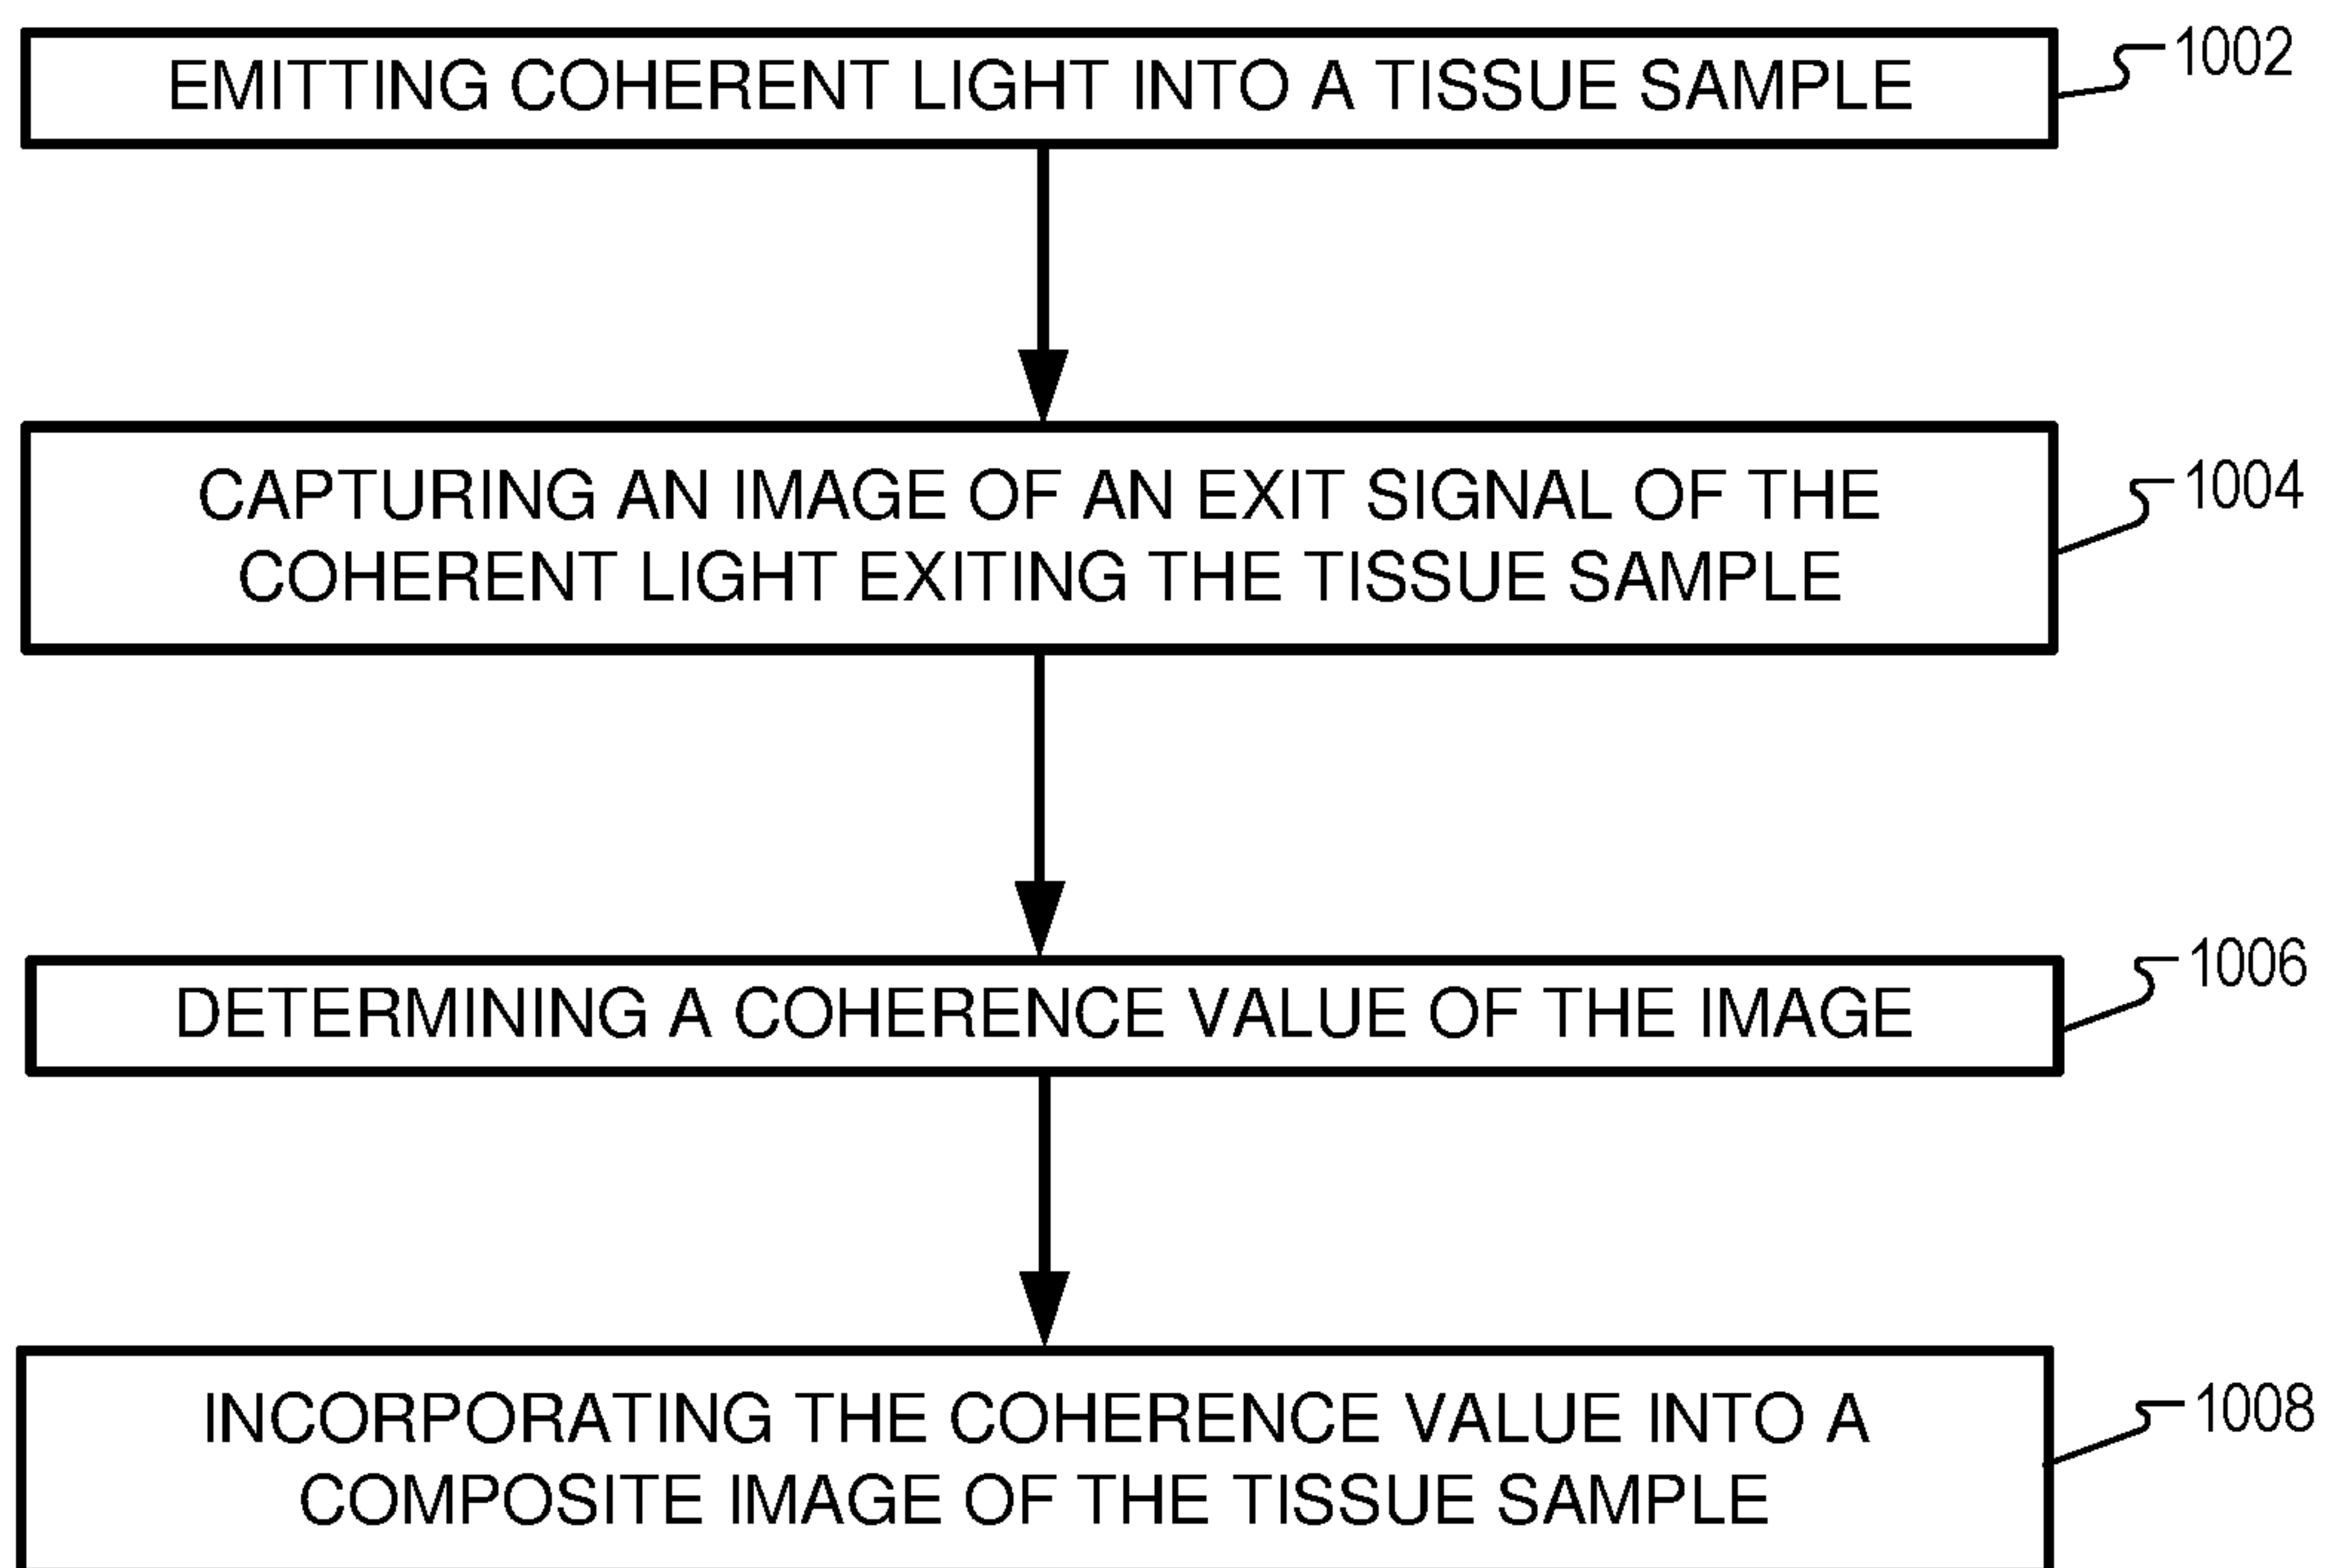 EMITTING COHERENT LIGHT INTO A TISSUE SAMPLE
1002
CAPTURING AN IMAGE OF AN EXIT SIGNAL OF THE
COHERENT LIGHT EXITING THE TISSUE SAMPLE
1004
DETERMINING A COHERENCE VALUE OF THE IMAGE
1006
INCORPORATING THE COHERENCE VALUE INTO A
COMPOSITE IMAGE OF THE TISSUE SAMPLE
1008